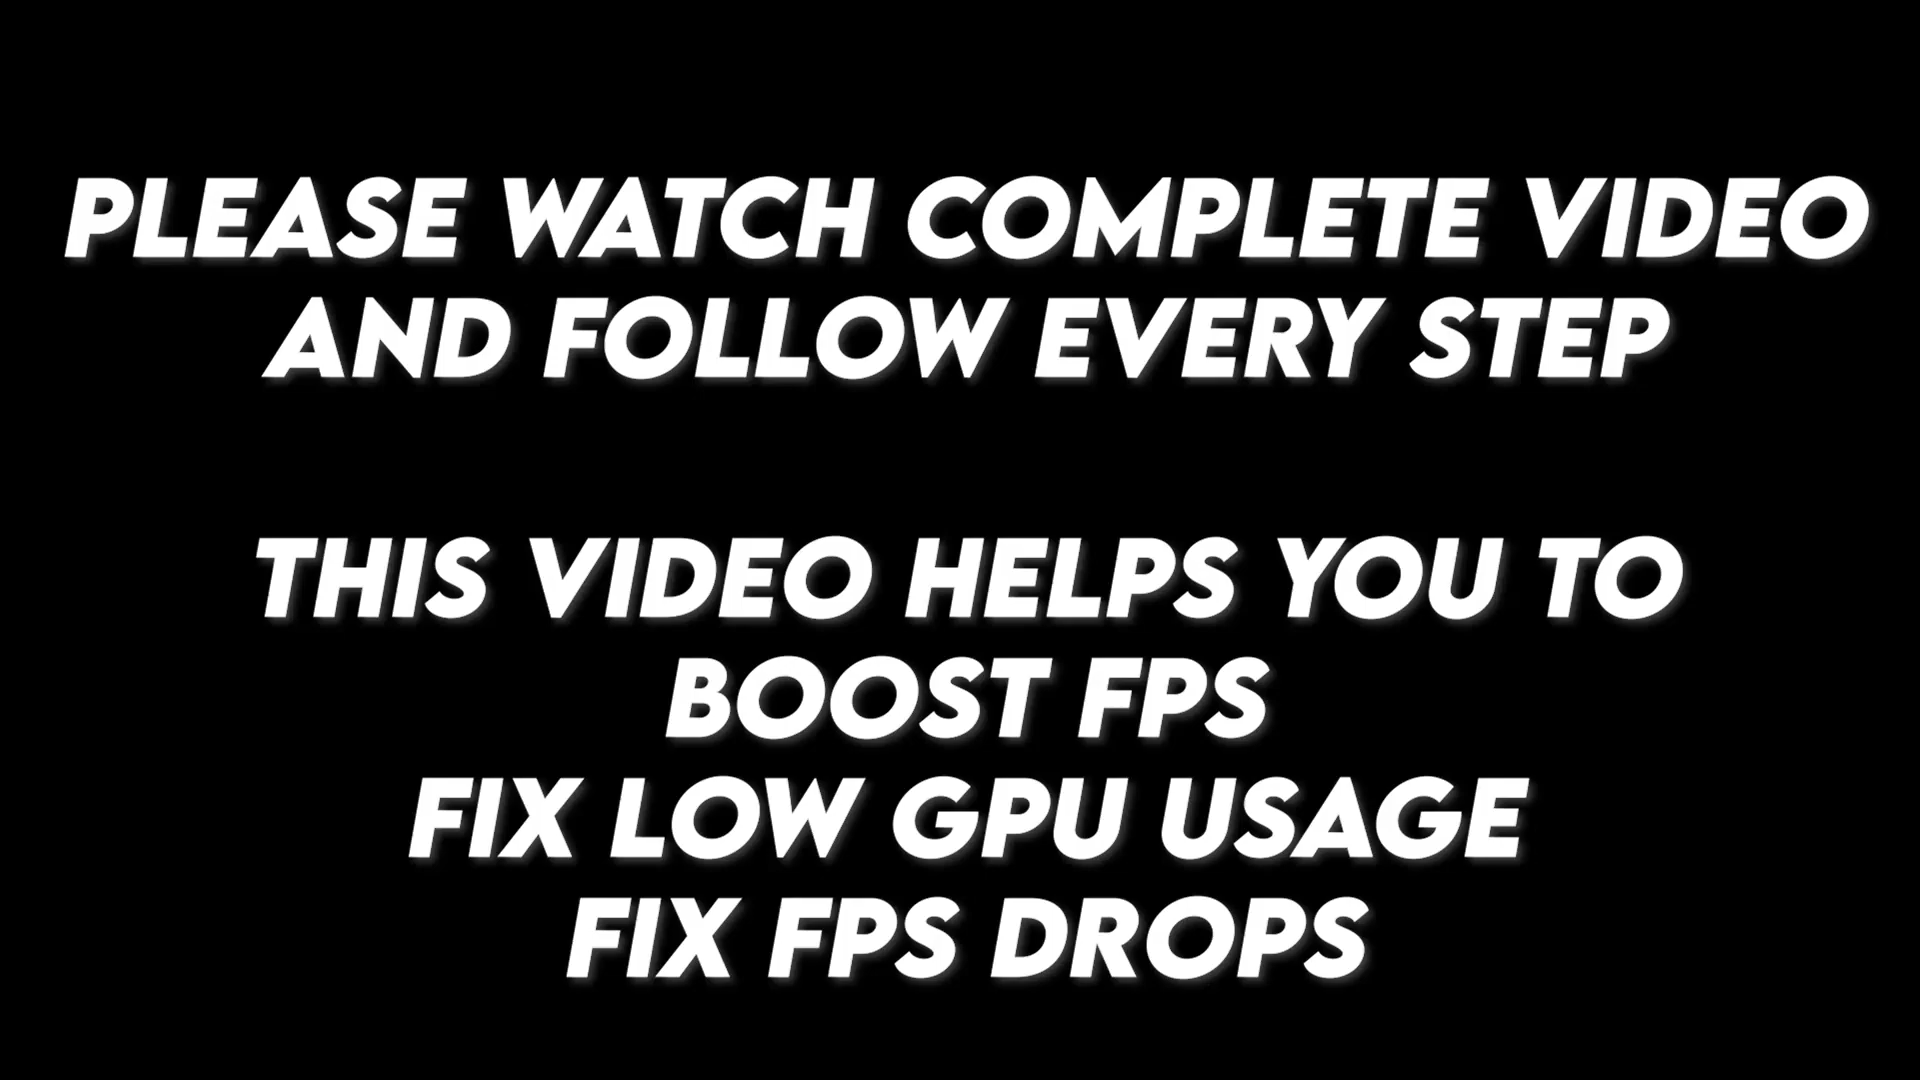 PLEASE WATCH COMPLETE VIDEO
AND FOLLOW EVERY STEP
THIS VIDEO HELPS YOU TO
BOOST FPS
FIX LOW GPU USAGE
FIX FPS DROPS